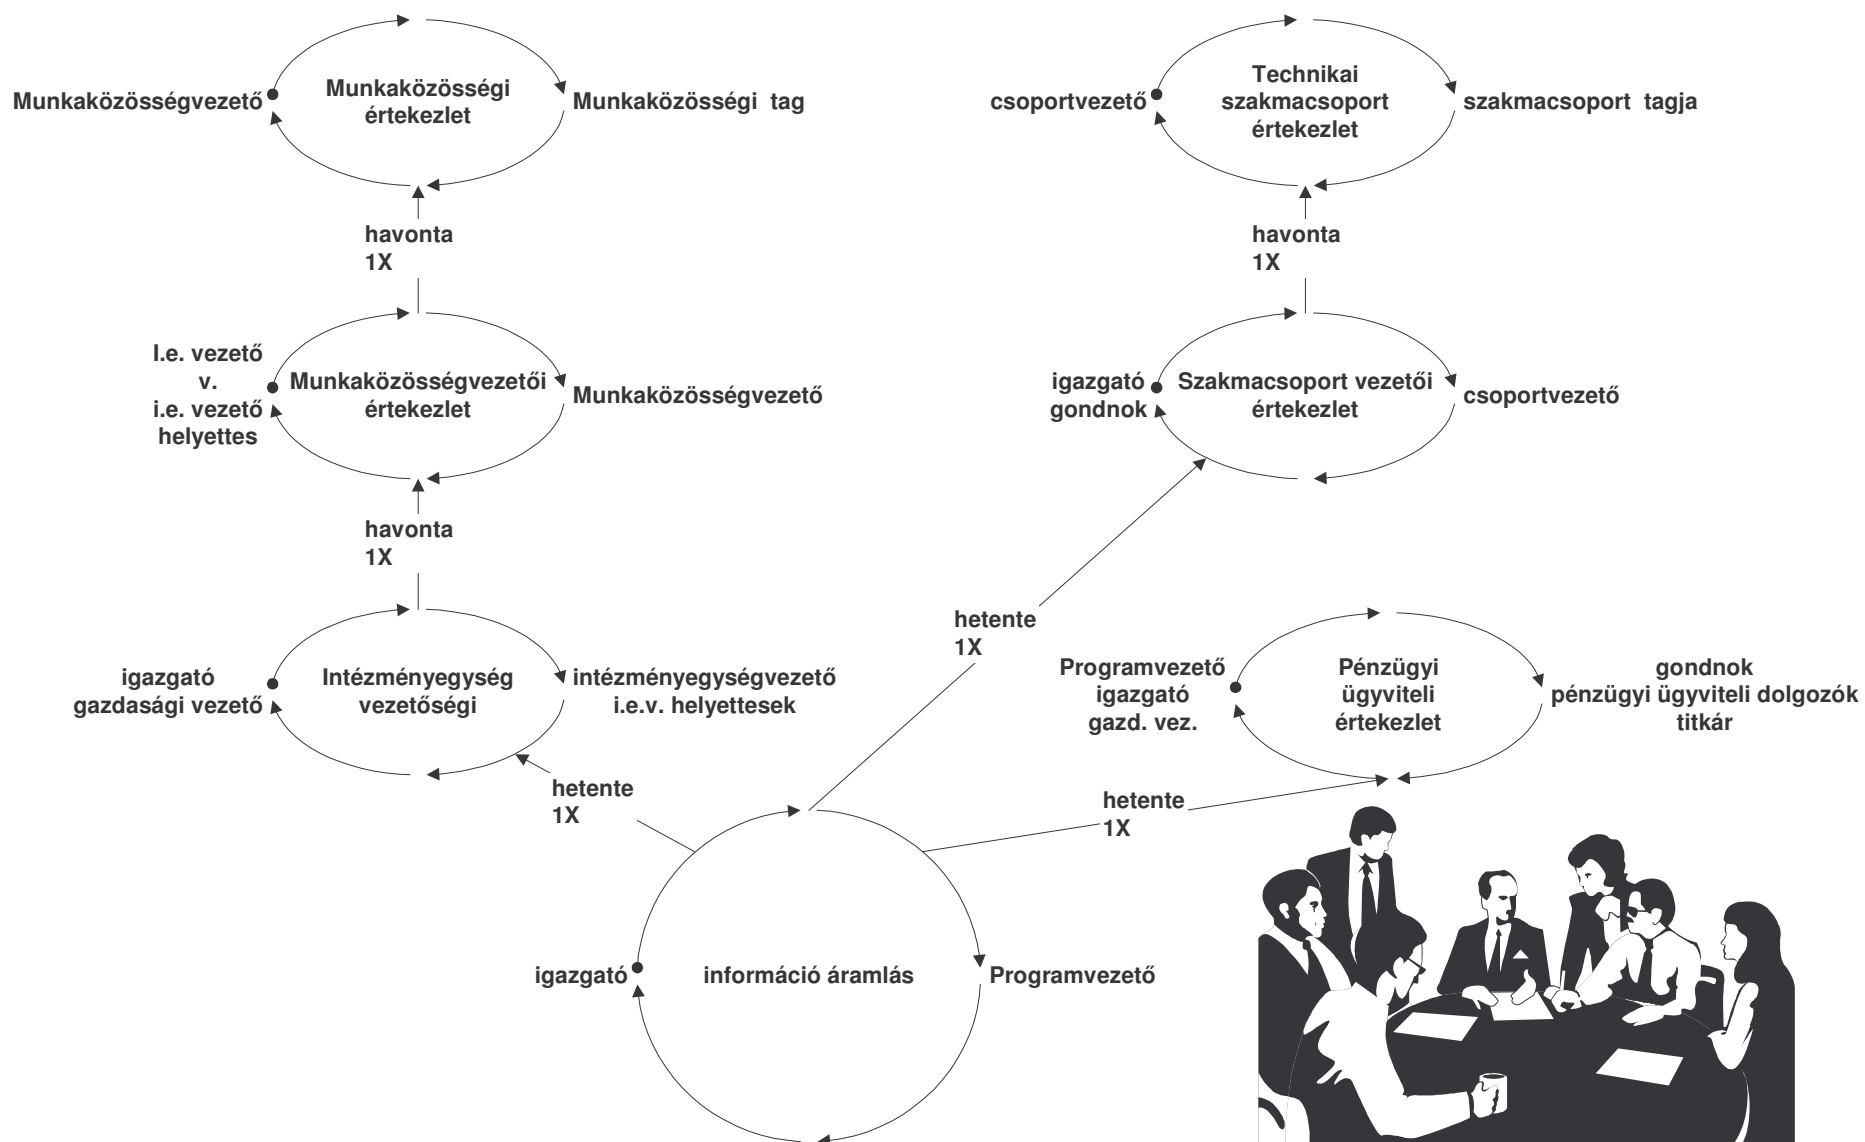 Munkaközösségvezető
Munkaközösségi
értekezlet
Munkaközösségi tag
csoportvezető
Technikai
szakmacsoport
értekezlet
szakmacsoport tagja
havonta
1X
havonta
1X
I.e. vezető
v.
i.e. vezető
helyettes
Munkaközösségvezetői
értekezlet
Munkaközösségvezető
igazgató
gondnok
Szakmacsoport vezetői
értekezlet
csoportvezető
havonta
1X
hetente
1X
igazgató
gazdasági vezető
Intézményegység
vezetőségi
intézményegységvezető
i.e.v. helyettesek
Programvezető
igazgató
gazd. vez.
Pénzügyi
ügyviteli
értekezlet
gondnok
pénzügyi ügyviteli dolgozók
titkár
hetente
1X
hetente
1X
igazgató
információ áramlás
Programvezető